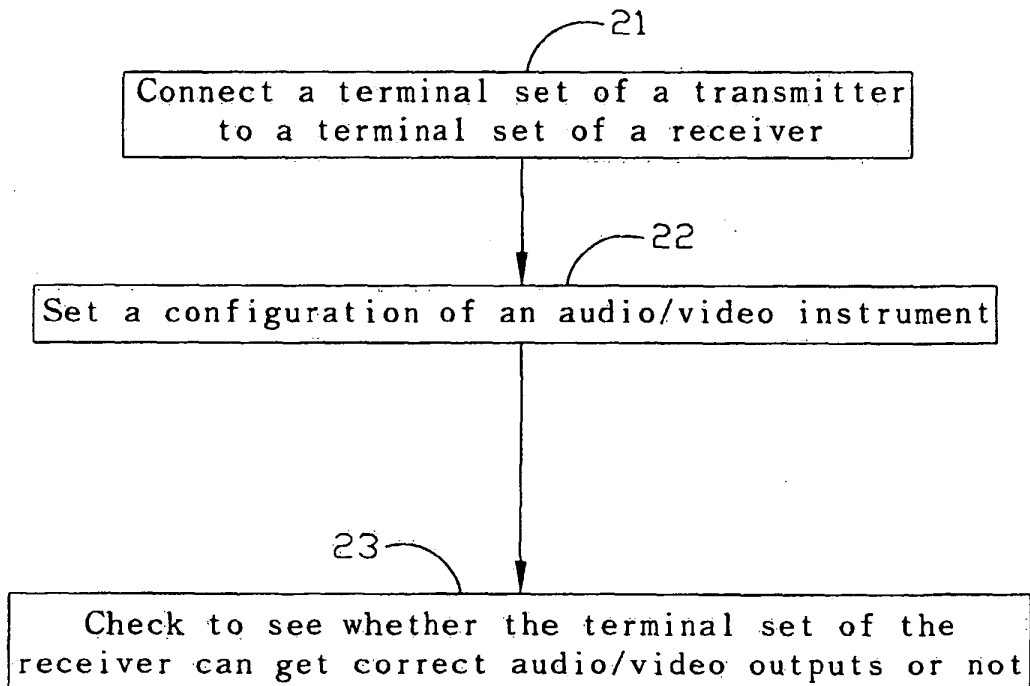 21
Connect a terminal set of a transmitter
to a terminal set of a receiver
22
Set a configuration of an audio/video instrument
23
Check to see whether the terminal set of the
receiver can get correct audio/video outputs or not